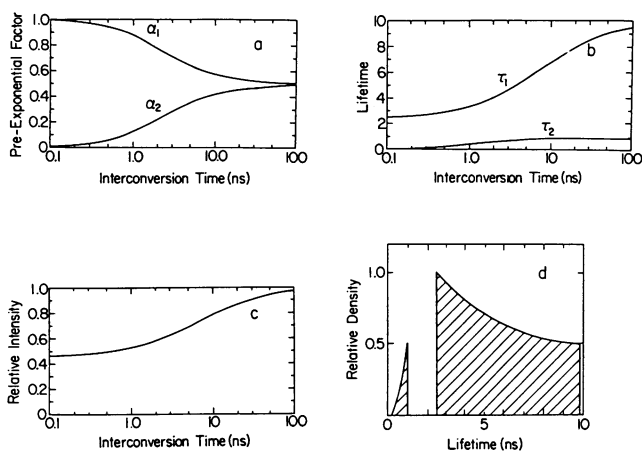 1.0
0.8
0.6
0.4
0.2
0
Pre-Exponential Factor
α1
α2
a
0.1 1.0 10.0 100
Interconversion Time (ns)
10
8
6
4
2
0
Lifetime
τ1
τ2
b
0.1 1.0 10 100
Interconversion Time (ns)
1.0
0.8
0.6
0.4
0.2
0
Relative Intensity
c
0.1 1.0 10 100
Interconversion Time (ns)
1.0
0.5
Relative Density
d
0 5 10
Lifetime (ns)